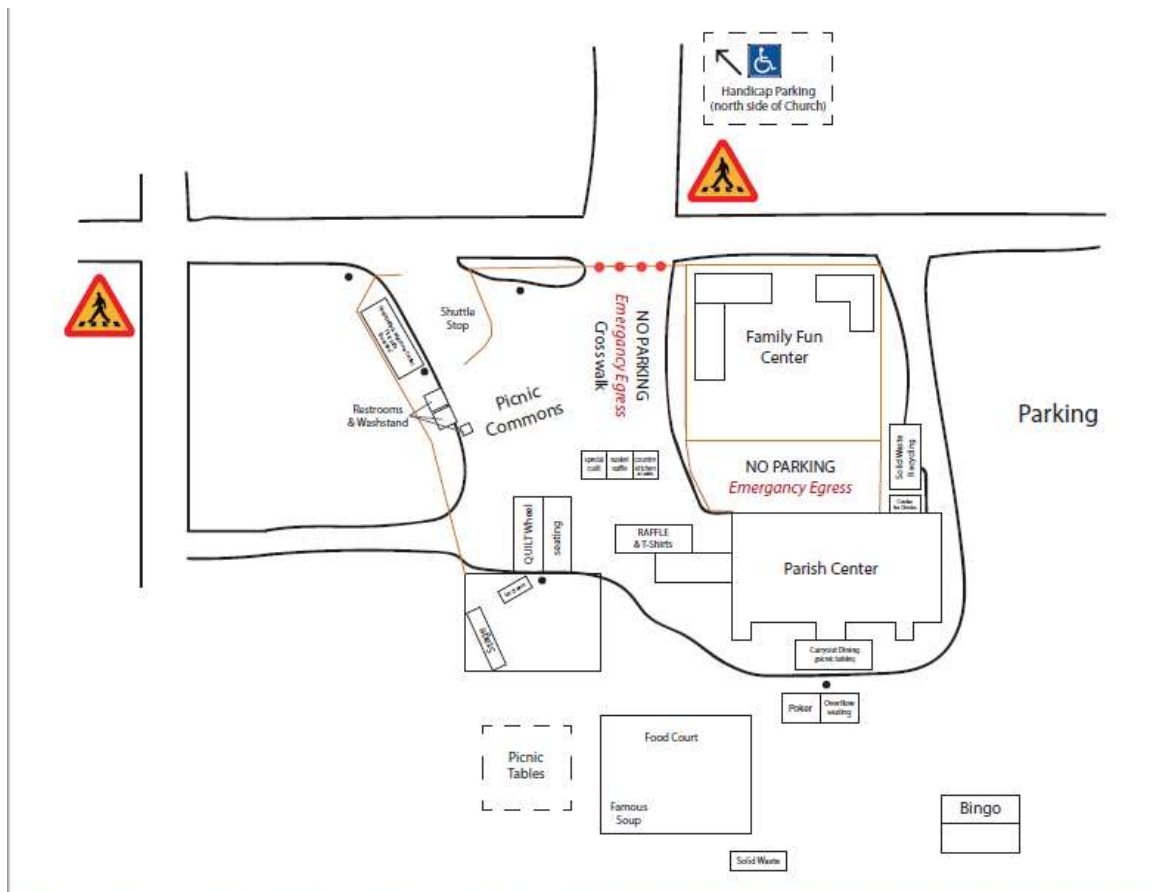 Handicap Parking
(north side of Church)
Shuttle
Stop
NO PARKING
Emergancy Egress
Crosswalk
Family Fun
Center
Picnic
Commons
Restrooms
& Washstand
Parking
special
quilt
basket
raffle
country
kitchen
Solid Waste
Recycling
NO PARKING
Emergancy Egress
QUILT Wheel
seating
RAFFLE
& T-Shirts
Parish Center
Stage
Carryout Dining
picnic tables
Poker
Overflow
seating
Picnic
Tables
Food Court
Famous
Soup
Bingo
Solid Waste